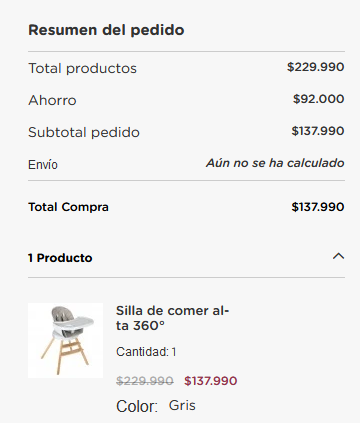 Resumen del pedido
Total productos $229.990
Ahorro $92.000
Subtotal pedido $137.990
Envío Aún no se ha calculado
Total Compra $137.990
1 Producto
Silla de comer al-
ta 360°
Cantidad: 1
$229.990 $137.990
Color: Gris